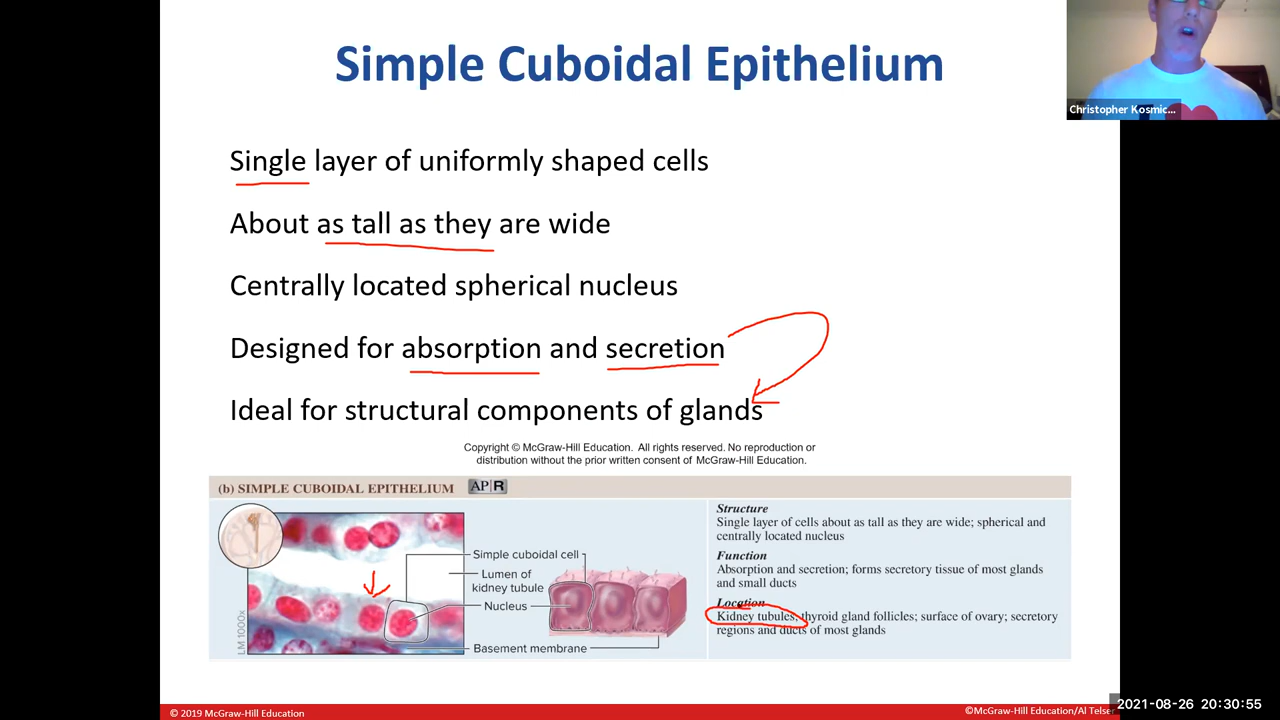 Simple Cuboidal Epithelium
Christopher Kosmic...
Single layer of uniformly shaped cells
About as tall as they are wide
Centrally located spherical nucleus
Designed for absorption and secretion
Ideal for structural components of glands
Copyright © McGraw-Hill Education. All rights reserved. No reproduction or
distribution without the prior written consent of McGraw-Hill Education.
(b) SIMPLE CUBOIDAL EPITHELIUM AP|R
Simple cuboidal cell
Lumen of
kidney tubule
Nucleus
Basement membrane
LM 1000x
Structure
Single layer of cells about as tall as they are wide; spherical and
centrally located nucleus
Function
Absorption and secretion; forms secretory tissue of most glands
and small ducts
Location
Kidney tubules; thyroid gland follicles; surface of ovary; secretory
regions and ducts of most glands
© 2019 McGraw-Hill Education
©McGraw-Hill Education/Al Telser
2021-08-26 20:30:55